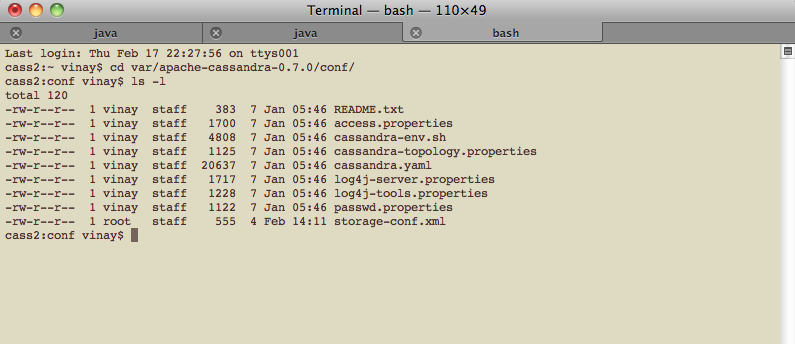 Terminal — bash — 110×49
java java bash
Last login: Thu Feb 17 22:27:56 on ttys001
cass2:~ vinay$ cd var/apache-cassandra-0.7.0/conf/
cass2:conf vinay$ ls -l
total 120
-rw-r--r--  1 vinay  staff    383  7 Jan 05:46 README.txt
-rw-r--r--  1 vinay  staff   1700  7 Jan 05:46 access.properties
-rw-r--r--  1 vinay  staff   4808  7 Jan 05:46 cassandra-env.sh
-rw-r--r--  1 vinay  staff   1125  7 Jan 05:46 cassandra-topology.properties
-rw-r--r--  1 vinay  staff  20637  7 Jan 05:46 cassandra.yaml
-rw-r--r--  1 vinay  staff   1717  7 Jan 05:46 log4j-server.properties
-rw-r--r--  1 vinay  staff   1228  7 Jan 05:46 log4j-tools.properties
-rw-r--r--  1 vinay  staff   1122  7 Jan 05:46 passwd.properties
-rw-r--r--  1 root   staff    555  4 Feb 14:11 storage-conf.xml
cass2:conf vinay$